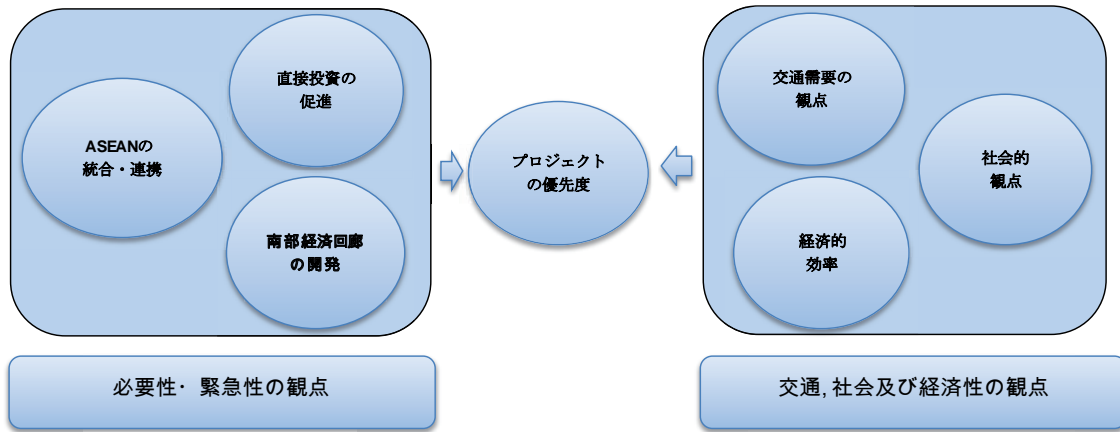 直接投資の
促進
ASEANの
統合・連携
南部経済回廊
の開発
必要性・ 緊急性の観点
プロジェクト
の優先度
交通需要の
観点
社会的
観点
経済的
効率
交通, 社会及び経済性の観点